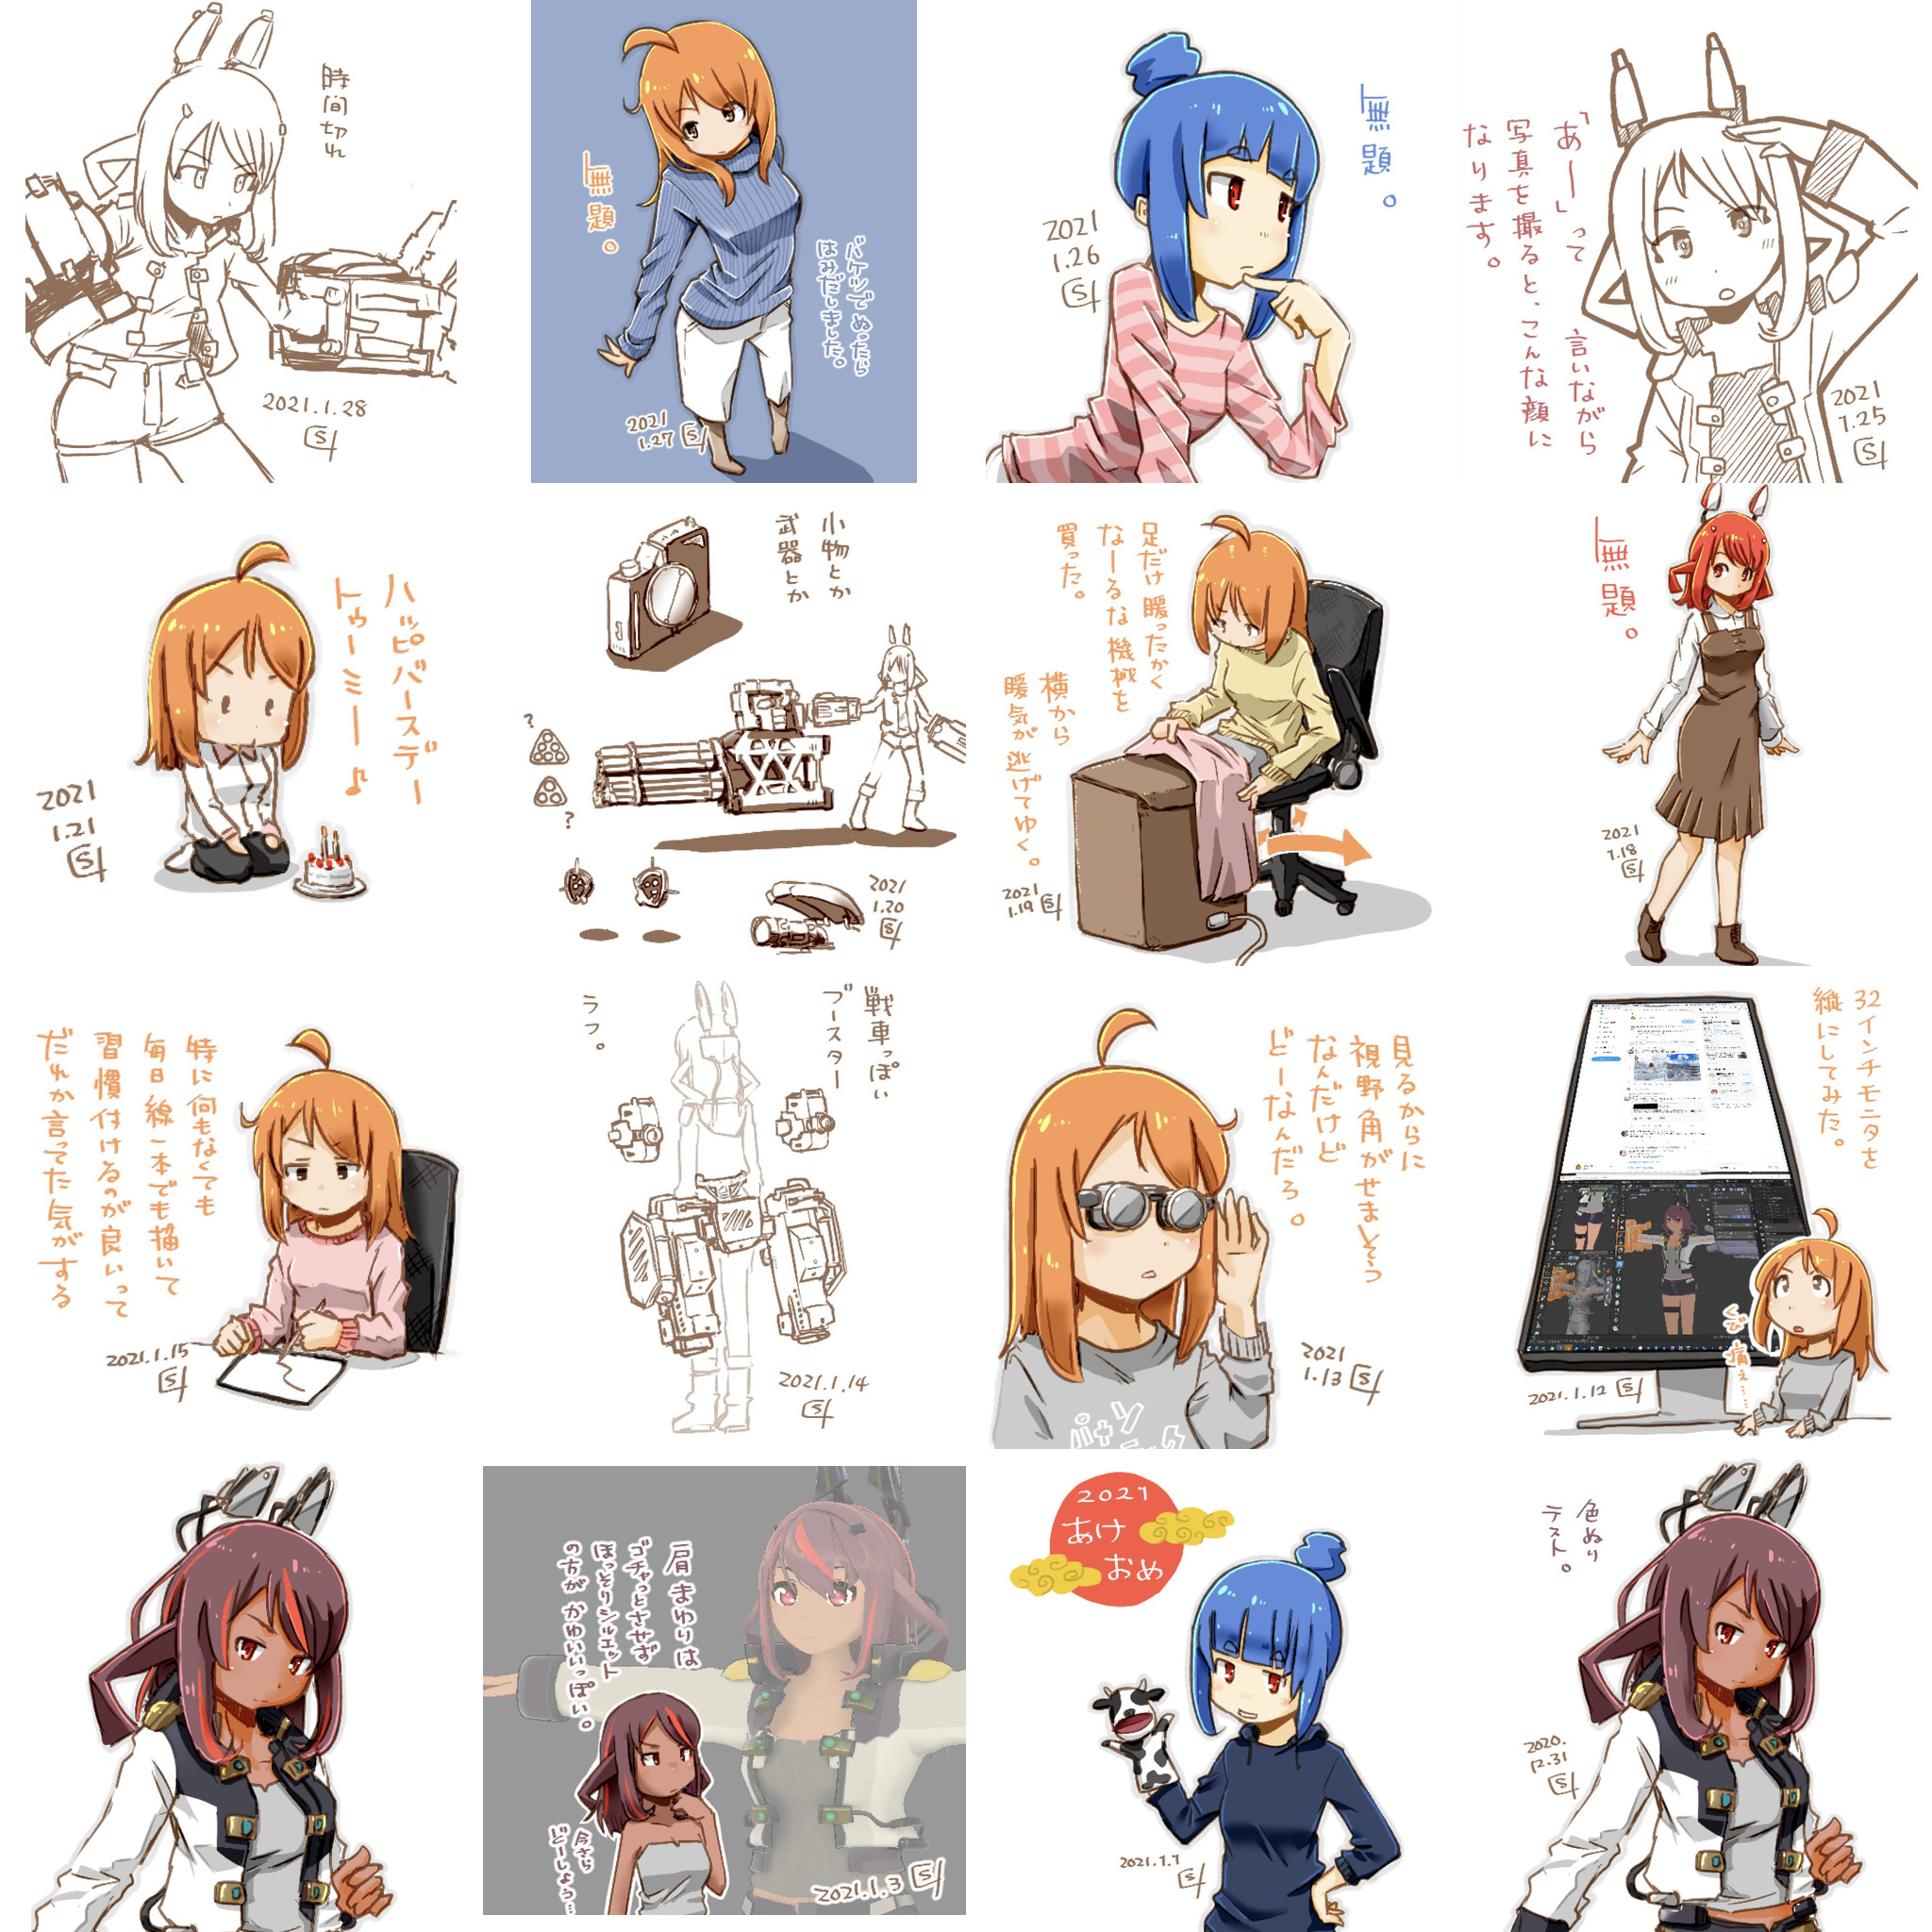 時間切れ
2021.1.28
「無題。
バケツでぬったら
はみだしました。
2021
1.27
「無題。
2021
1.26
「あー」って
言いながら
写真を撮ると、こんな顔に
なります。
2021
1.25
ハッピバースデー
トゥーミー♪
2021
1.21
小物とか
武器とか
?
?
2021
1.20
足だけ暖ったかく
なーるな機械を
買った。
横から
暖気が逃げてゆく。
2021
1.19
「無題。
2021
1.18
特に何もなくても
毎日線一本でも描いて
習慣付けるのが良いって
だれか言ってた気がする
2021.1.15
戦車っぽい
ブースター
ラフ。
2021.1.14
見るからに
視野角がせまそう
なんだけど
どーなんだろ。
2021
1.13
32インチモニタを
縦にしてみた。
くび
痛ぇ……
2021.1.12
肩まわりは
ゴチャっとさせず
ほっそりシルエット
の方がかゆいいっぽい。
今さら
どーしよう…
2021.1.3
2021
あけ
おめ
2021.1.1
色ぬり
テスト。
2020.
12.31